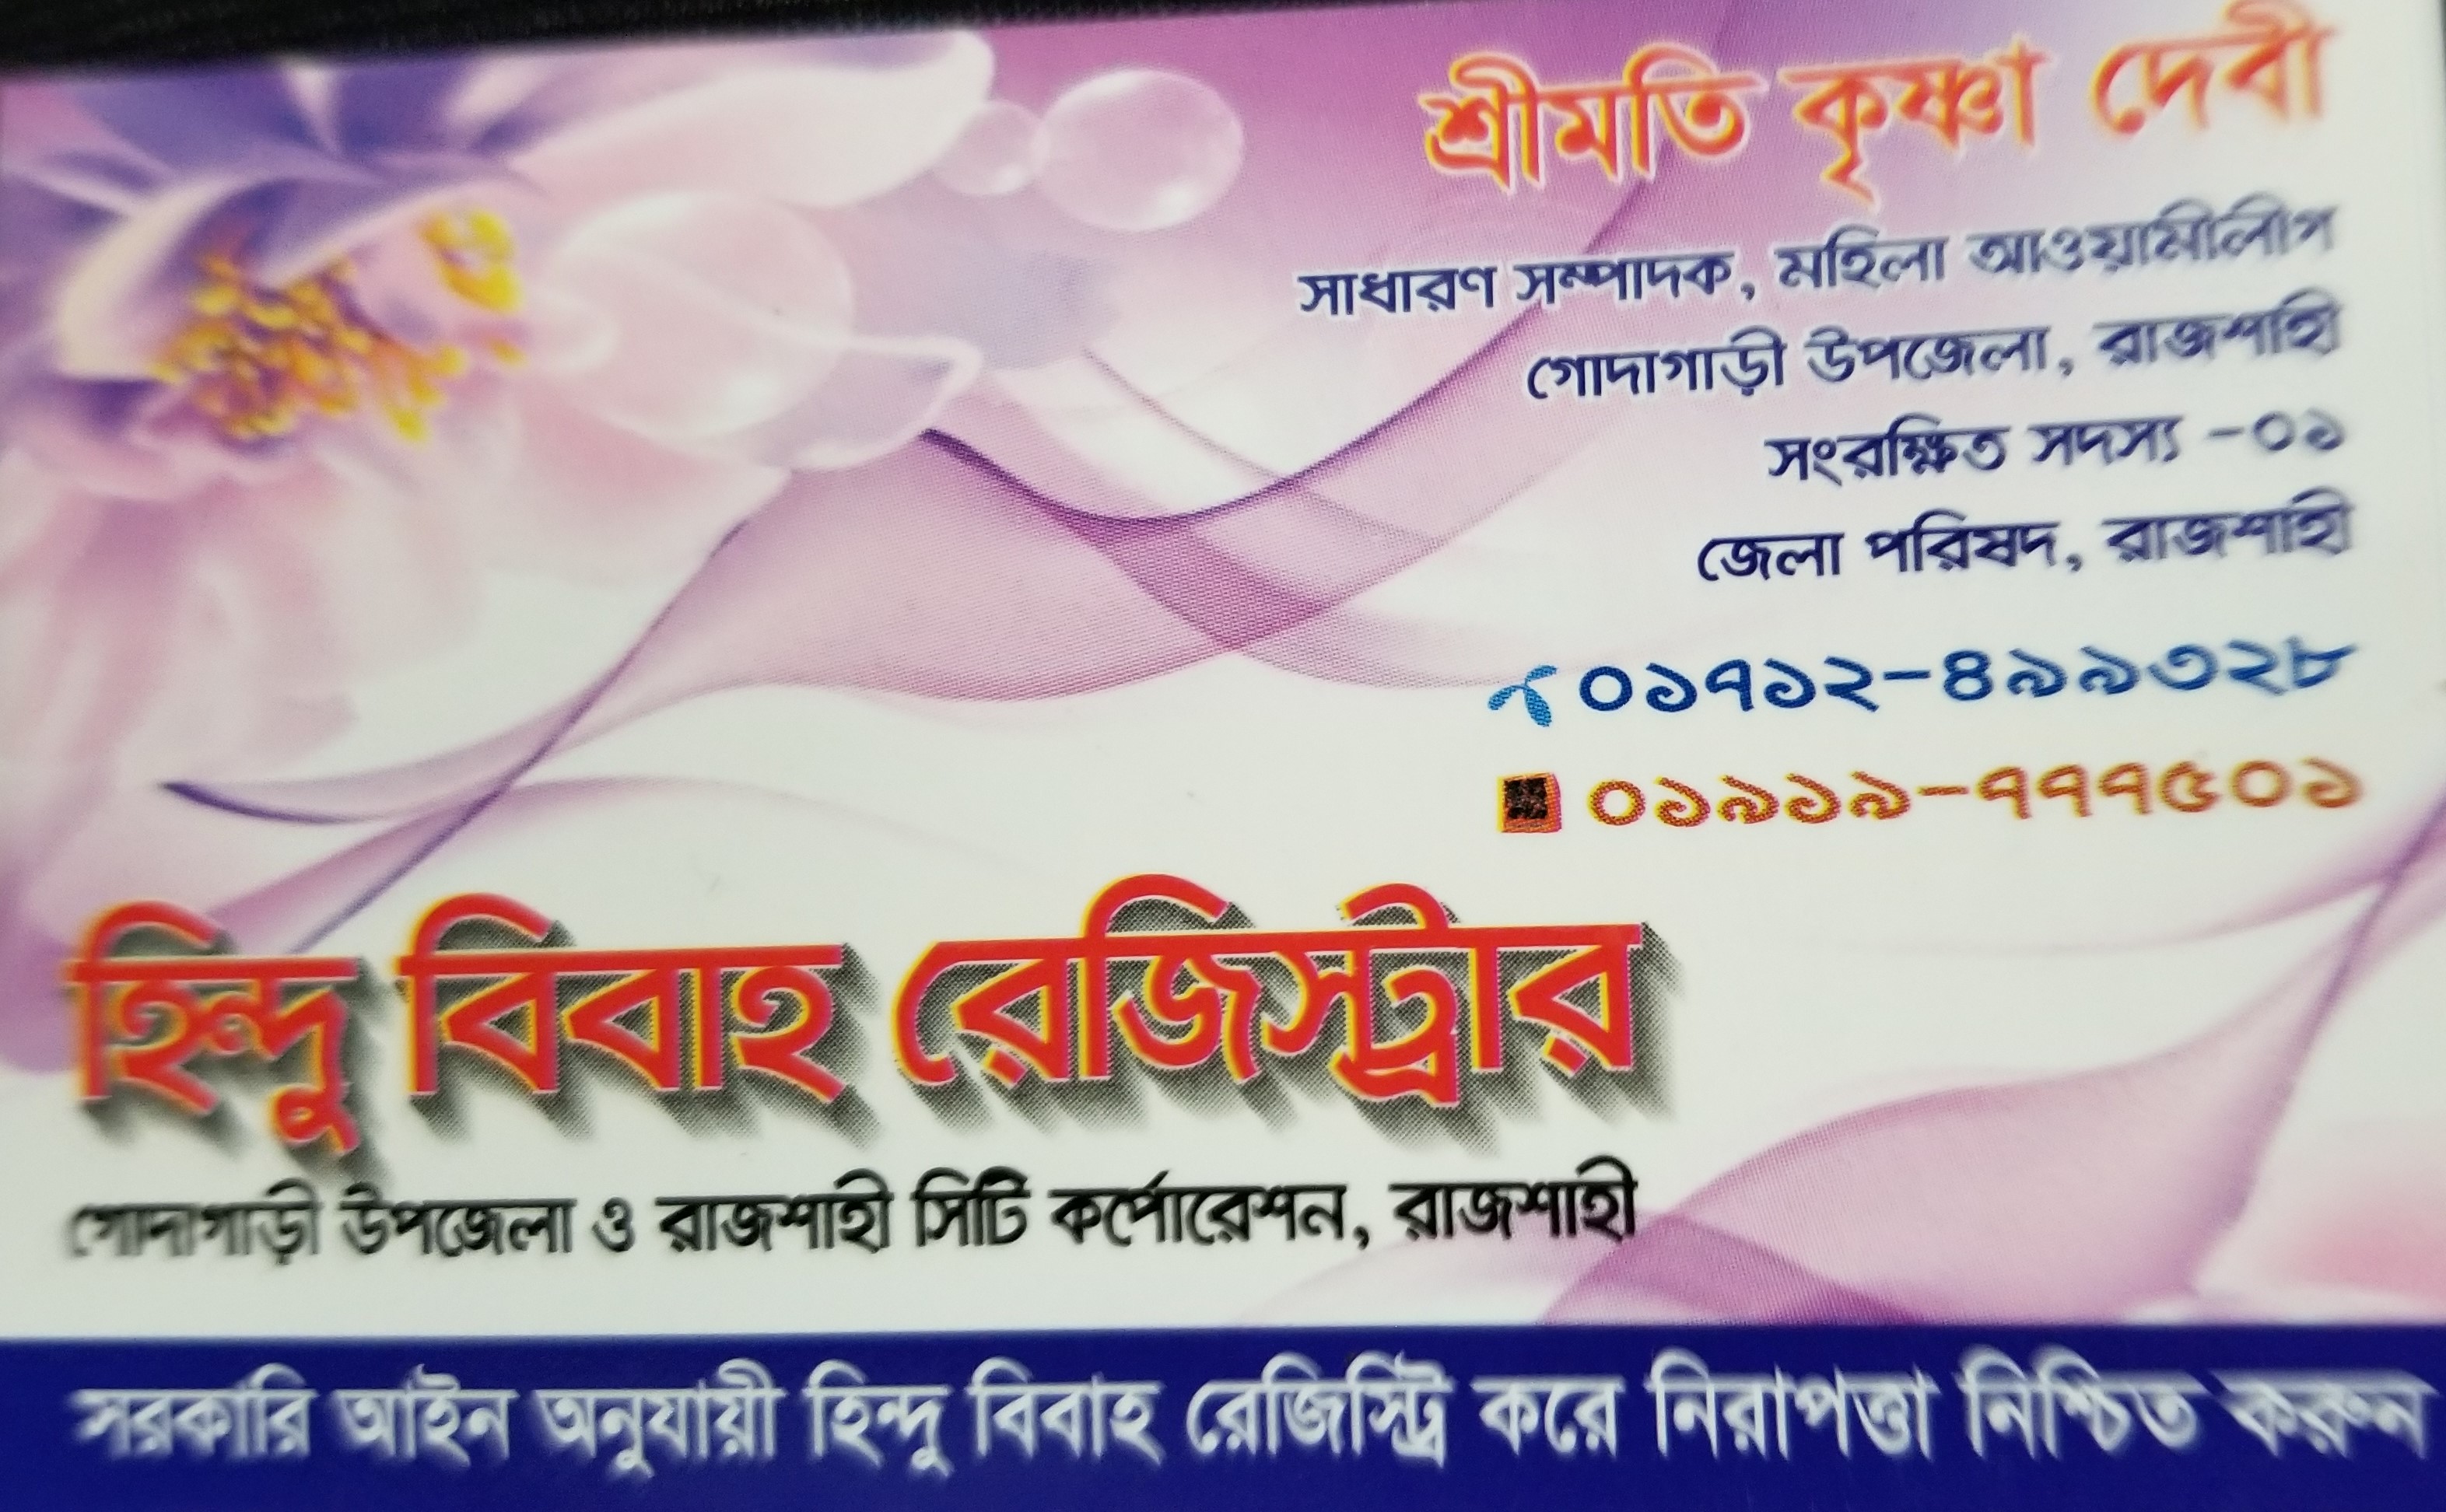 শ্রীমতি কৃষ্ণা দেবী
সাধারণ সম্পাদক, মহিলা আওয়ামীলীগ
গোদাগাড়ী উপজেলা, রাজশাহী
সংরক্ষিত সদস্য -০১
জেলা পরিষদ, রাজশাহী
০১৭১২-৪৯৯৩২৮
০১৯১৯-৭৭৭৫০১
হিন্দু বিবাহ রেজিস্ট্রার
গোদাগাড়ী উপজেলা ও রাজশাহী সিটি কর্পোরেশন, রাজশাহী
সরকারি আইন অনুযায়ী হিন্দু বিবাহ রেজিস্ট্রি করে নিরাপত্তা নিশ্চিত করুন